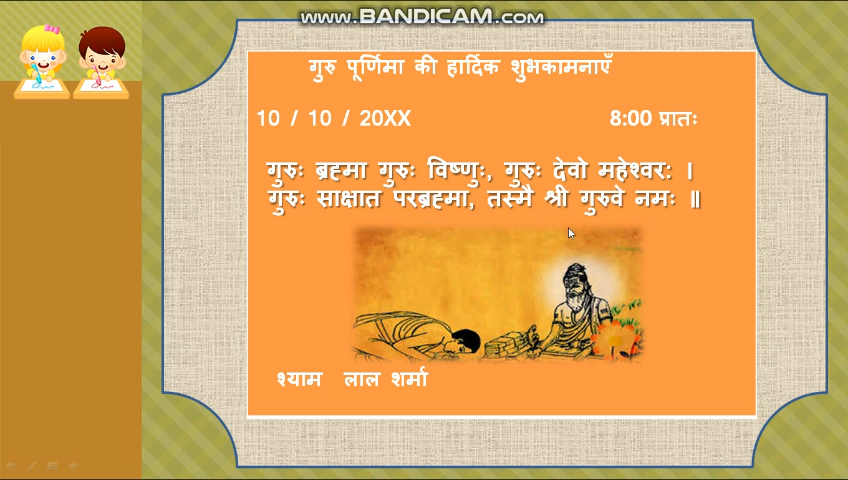 www.BANDICAM.com
गुरु पूर्णिमा की हार्दिक शुभकामनाएँ
10 / 10 / 20XX 8:00 प्रातः
गुरुः ब्रह्मा गुरुः विष्णुः, गुरुः देवो महेश्वरः ।
गुरुः साक्षात परब्रह्मा, तस्मै श्री गुरुवे नमः ॥
श्याम लाल शर्मा